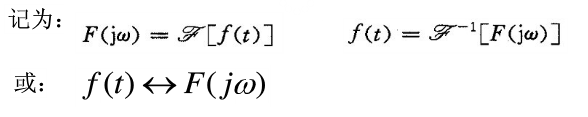 记为： F(jω) = ℱ[f(t)] f(t) = ℱ⁻¹[F(jω)]
或： f(t)↔F(jω)